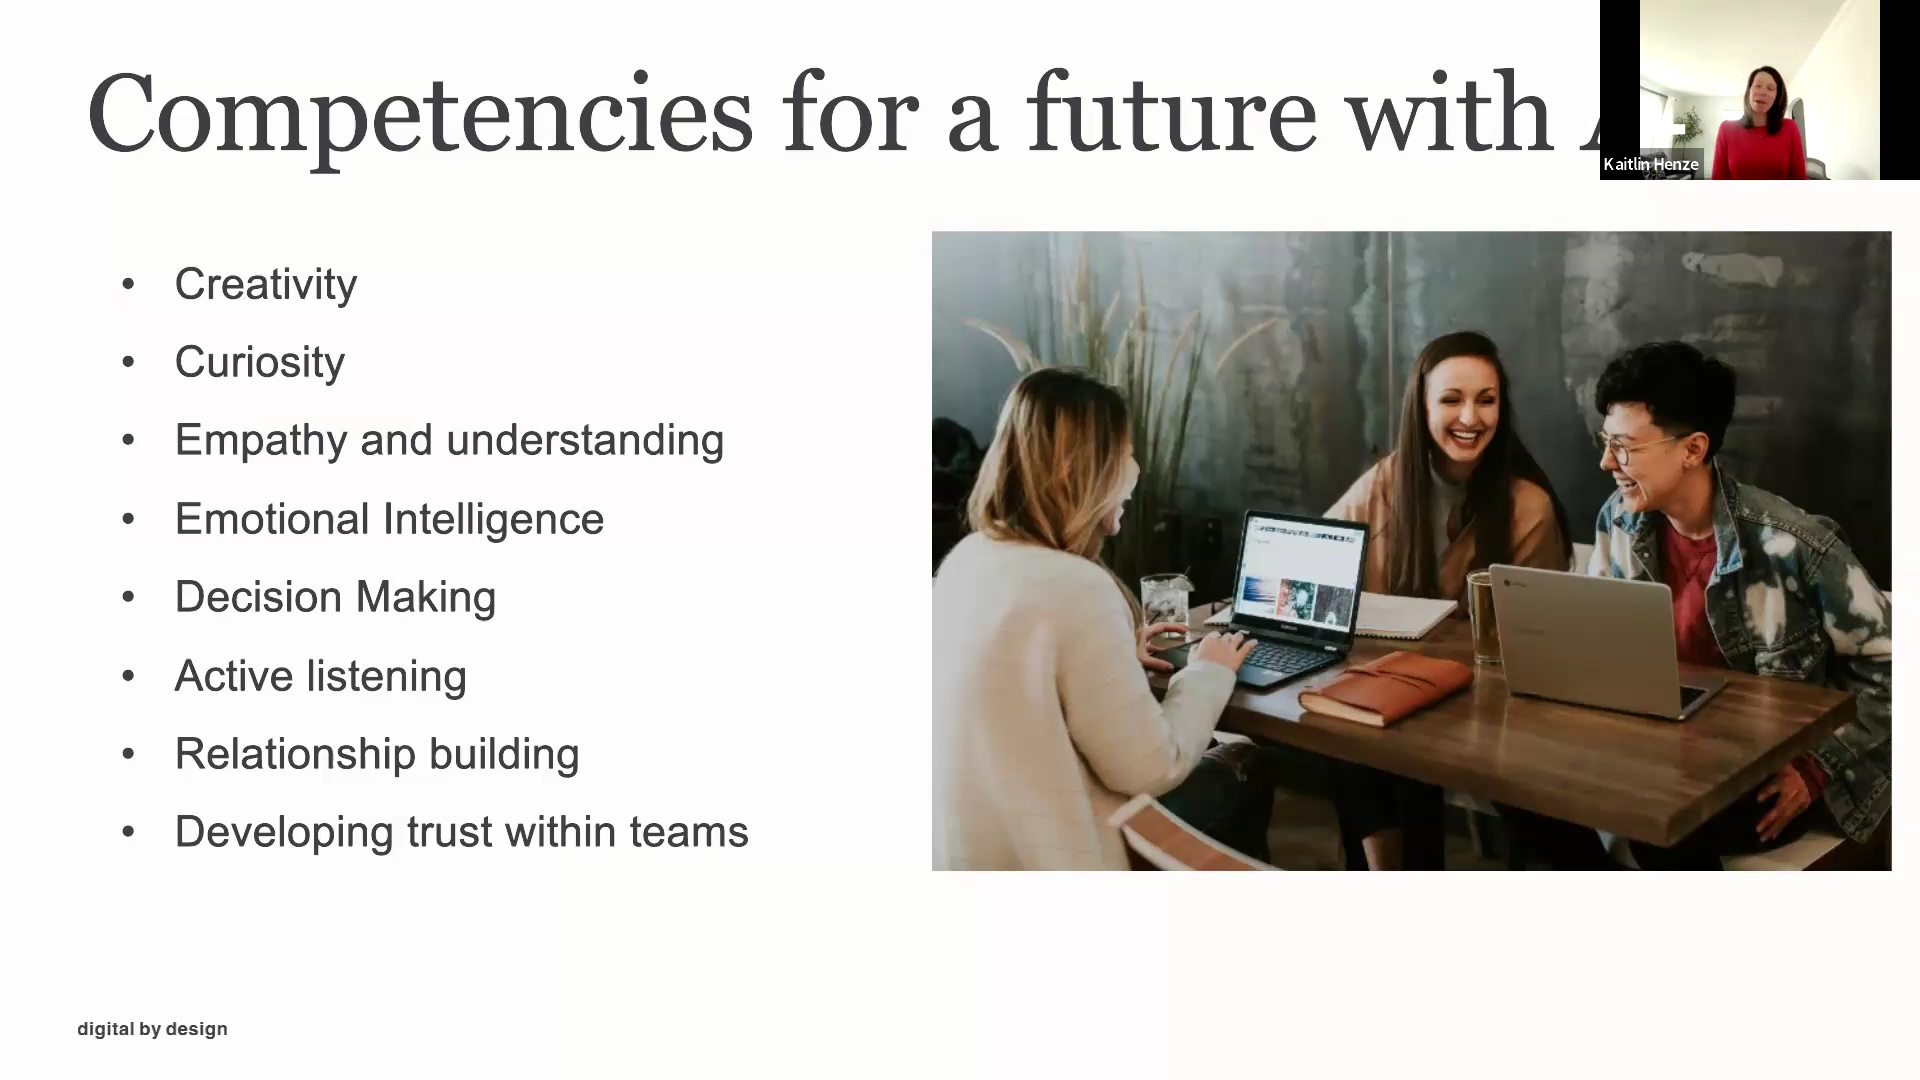 Competencies for a future with
Kaitlin Henze
• Creativity
• Curiosity
• Empathy and understanding
• Emotional Intelligence
• Decision Making
• Active listening
• Relationship building
• Developing trust within teams
digital by design